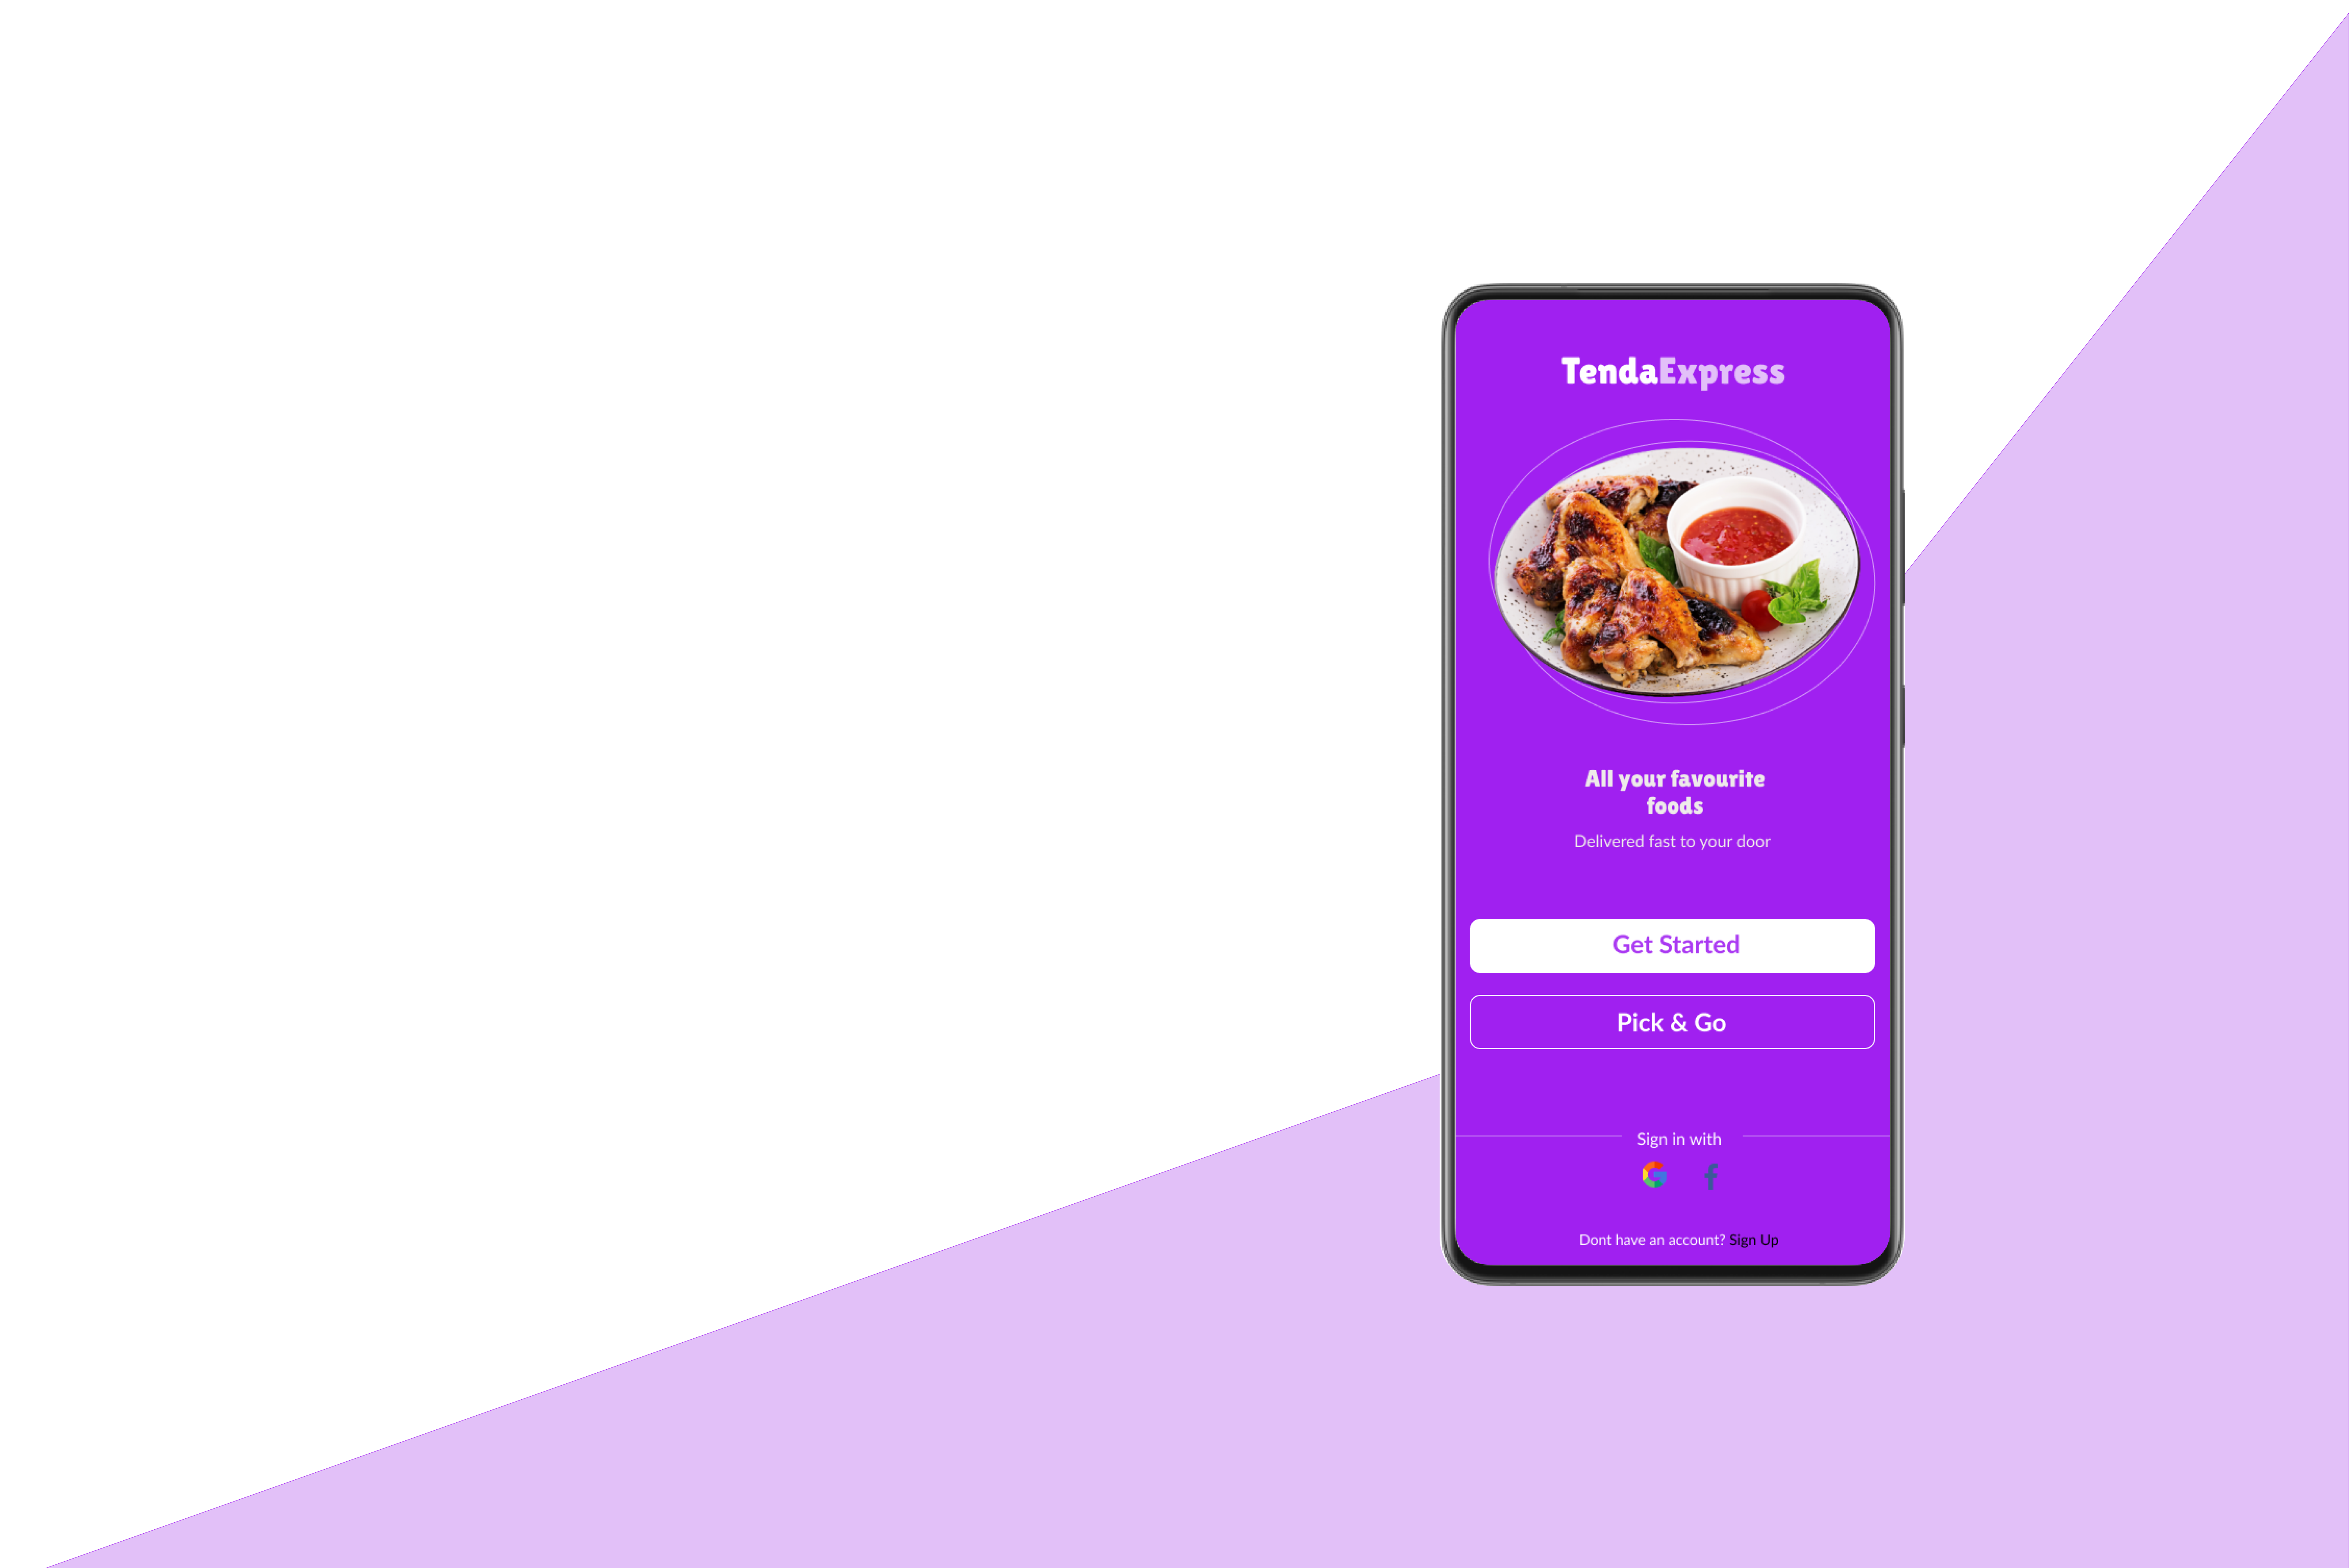 TendaExpress
All your favourite
foods
Delivered fast to your door
Get Started
Pick & Go
Sign in with
Dont have an account? Sign Up